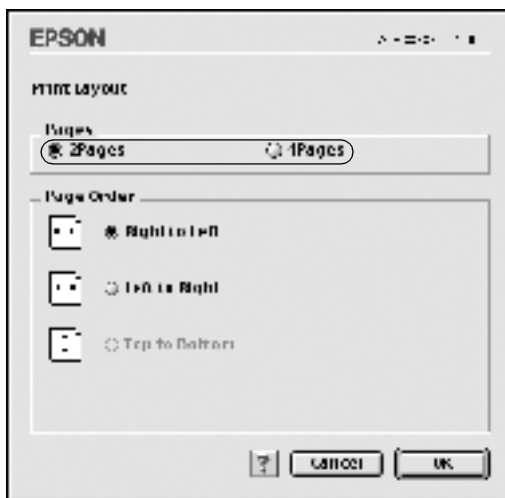 EPSON
Print Layout
Pages
2Pages 4Pages
Page Order
Right to Left
Left to Right
Top to Bottom
? Cancel OK